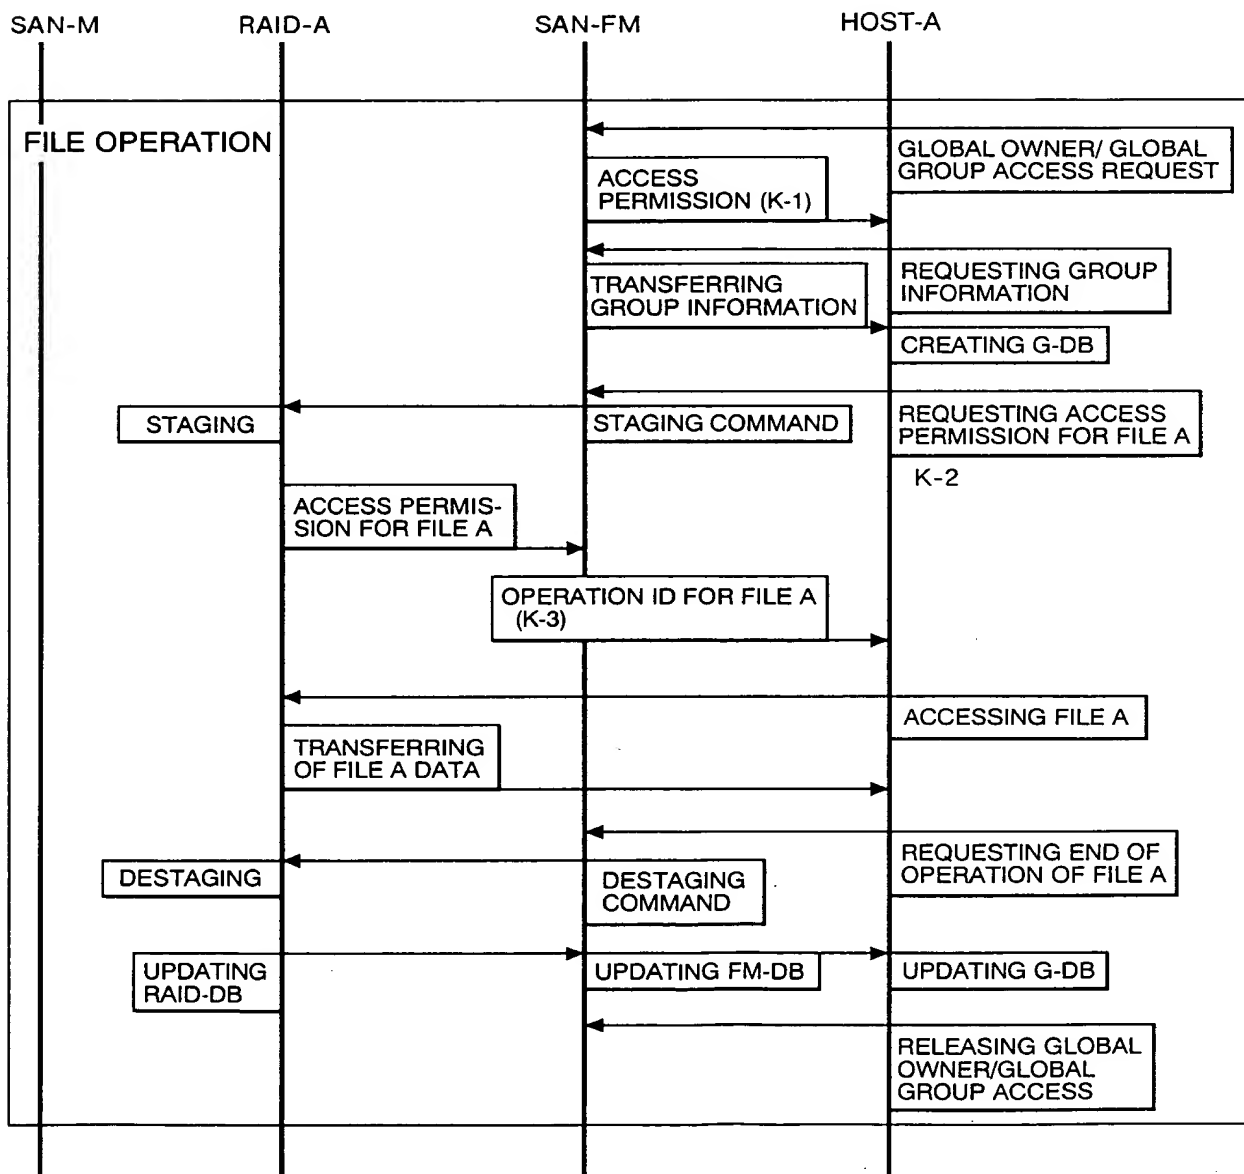 SAN-M RAID-A SAN-FM HOST-A
FILE OPERATION
GLOBAL OWNER/ GLOBAL
GROUP ACCESS REQUEST
ACCESS
PERMISSION (K-1)
REQUESTING GROUP
INFORMATION
TRANSFERRING
GROUP INFORMATION
CREATING G-DB
STAGING
STAGING COMMAND
REQUESTING ACCESS
PERMISSION FOR FILE A
K-2
ACCESS PERMIS-
SION FOR FILE A
OPERATION ID FOR FILE A
(K-3)
ACCESSING FILE A
TRANSFERRING
OF FILE A DATA
REQUESTING END OF
OPERATION OF FILE A
DESTAGING
DESTAGING
COMMAND
UPDATING
RAID-DB
UPDATING FM-DB
UPDATING G-DB
RELEASING GLOBAL
OWNER/GLOBAL
GROUP ACCESS